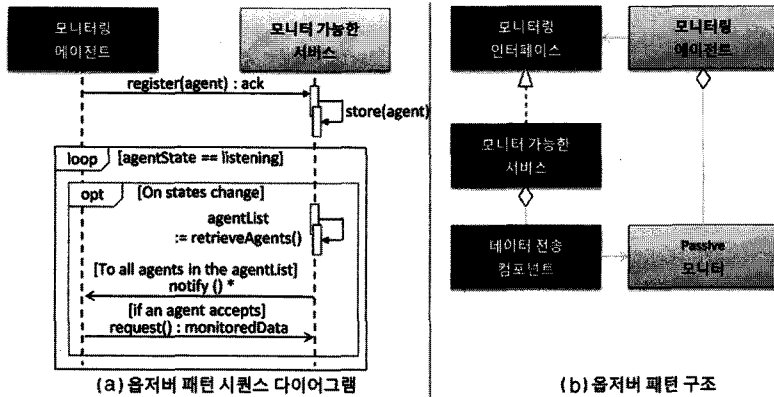 모니터링
에이전트
모니터 가능한
서비스
register(agent) : ack
store(agent)
loop
[agentState == listening]
opt
[On states change]
agentList
:= retrieveAgents()
[To all agents in the agentList]
notify () *
[if an agent accepts]
request() : monitoredData
(a) 옵저버 패턴 시퀀스 다이어그램
모니터링
인터페이스
모니터링
에이전트
모니터 가능한
서비스
데이터 전송
컴포넌트
Passive
모니터
(b) 옵저버 패턴 구조